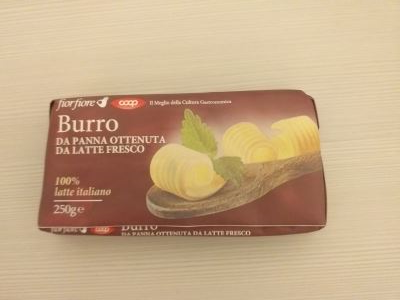 fiorfiore coop Il Meglio della Cultura Gastronomica
Burro
DA PANNA OTTENUTA
DA LATTE FRESCO
100%
latte italiano
250g e
fiorfiore coop Burro
DA PANNA OTTENUTA DA LATTE FRESCO